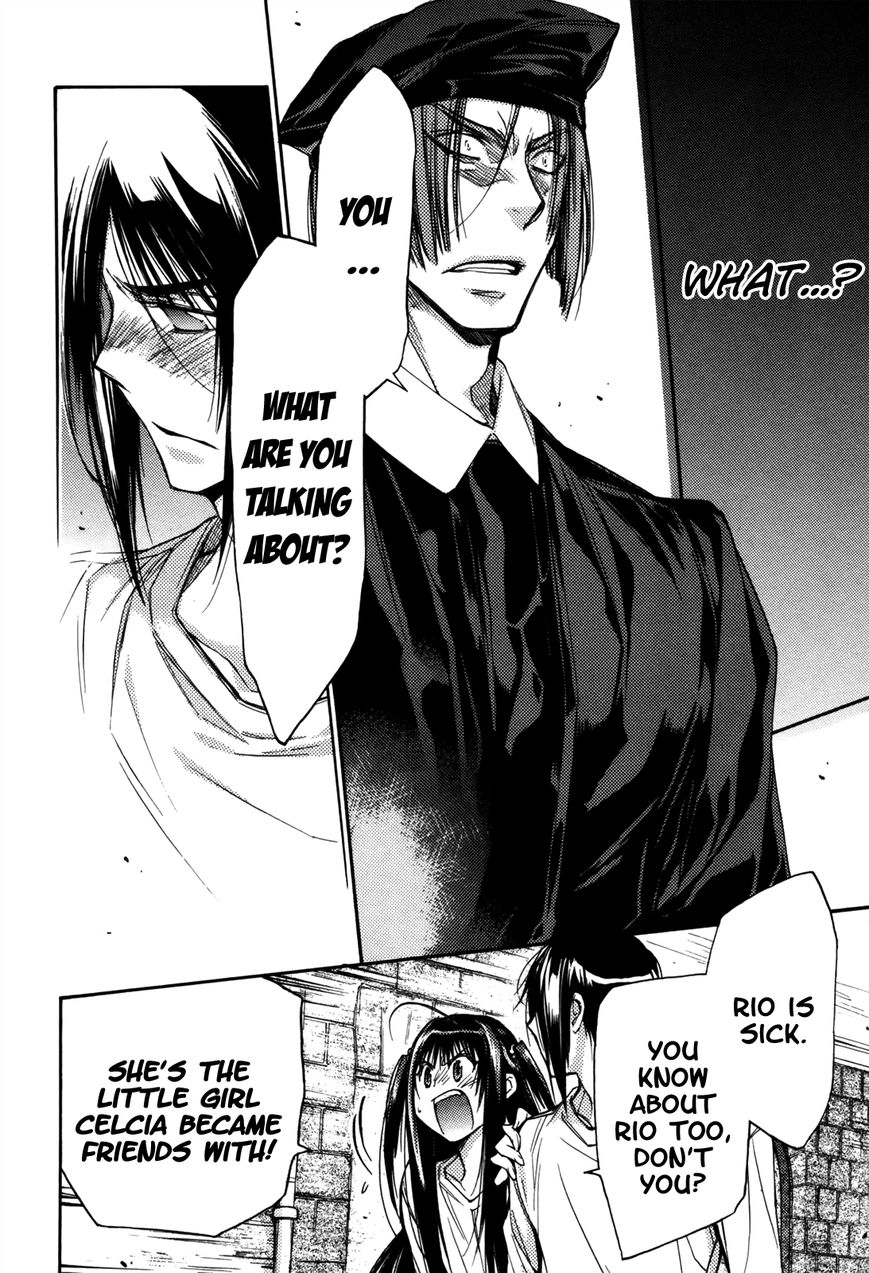 WHAT....?
YOU
...
WHAT
ARE YOU
TALKING
ABOUT?
RIO IS
SICK.
YOU
KNOW
ABOUT
RIO TOO,
DON'T
YOU?
SHE'S THE
LITTLE GIRL
CELCIA BECAME
FRIENDS WITH!